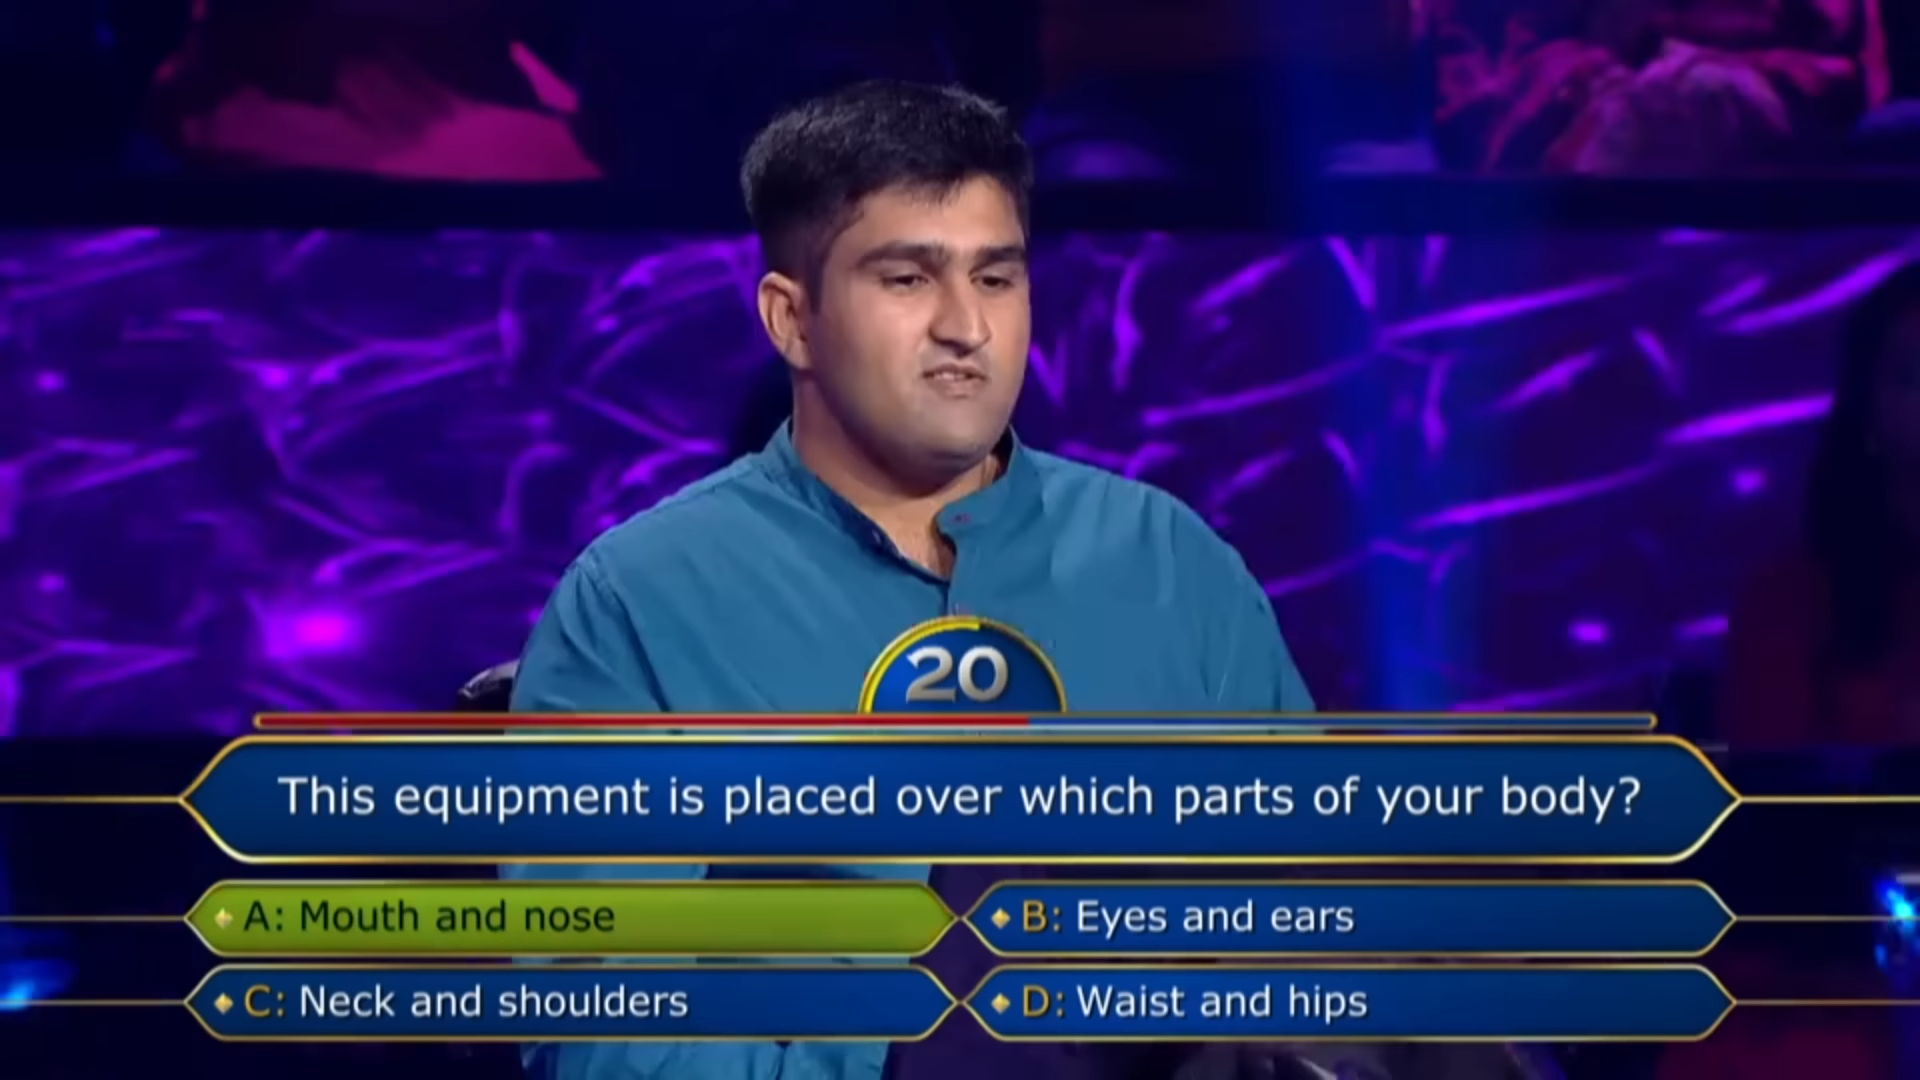 20
This equipment is placed over which parts of your body?
A: Mouth and nose
B: Eyes and ears
C: Neck and shoulders
D: Waist and hips